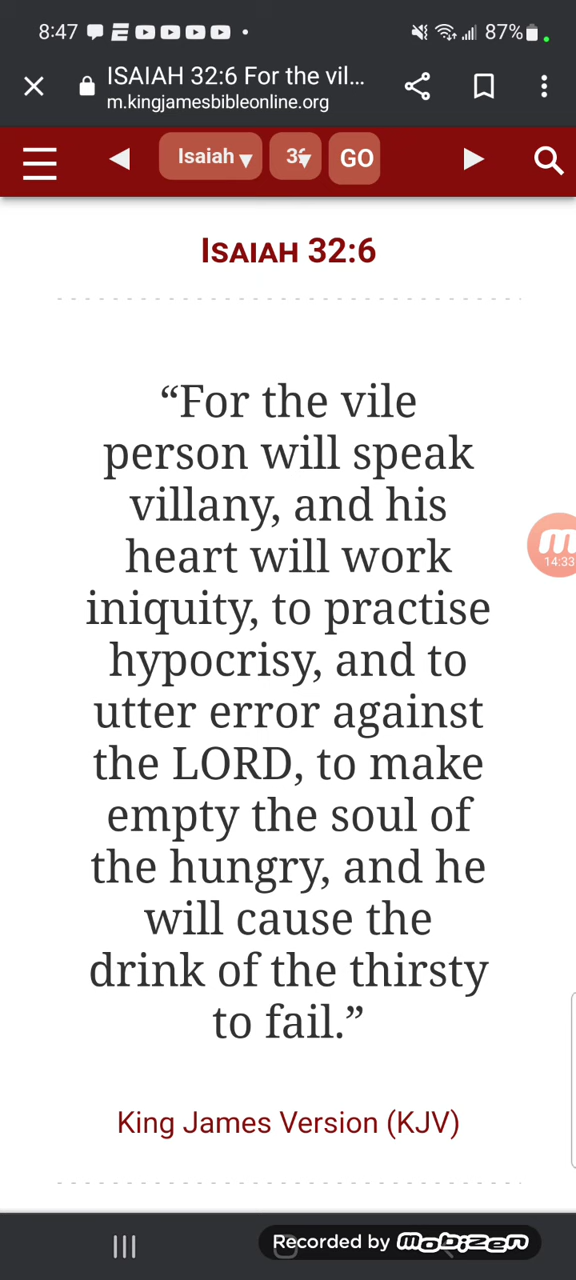 8:47 87%
ISAIAH 32:6 For the vil...
m.kingjamesbibleonline.org
Isaiah GO
ISAIAH 32:6
“For the vile
person will speak
villany, and his
heart will work
iniquity, to practise
hypocrisy, and to
utter error against
the LORD, to make
empty the soul of
the hungry, and he
will cause the
drink of the thirsty
to fail.”
14:33
King James Version (KJV)
Recorded by mobizen